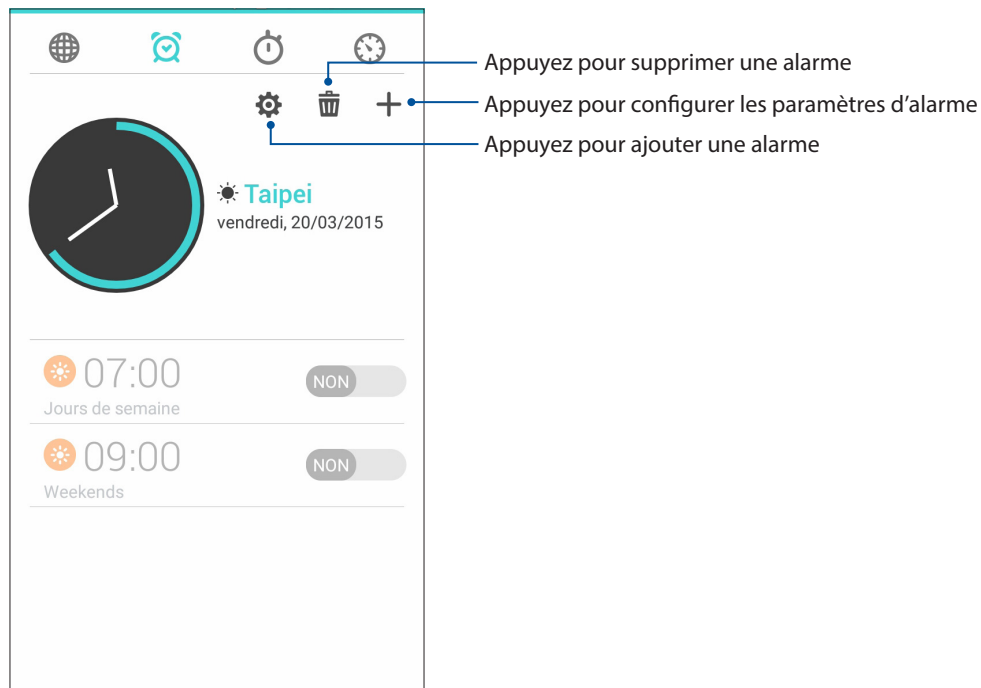 Appuyez pour supprimer une alarme
Appuyez pour configurer les paramètres d'alarme
Appuyez pour ajouter une alarme
Taipei
vendredi, 20/03/2015
07:00
NON
Jours de semaine
09:00
NON
Weekends